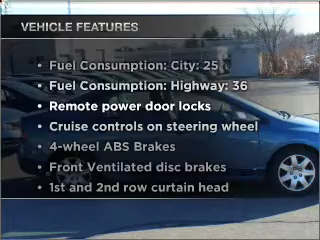 VEHICLE FEATURES
• Fuel Consumption: City: 25
• Fuel Consumption: Highway: 36
• Remote power door locks
• Cruise controls on steering wheel
• 4-wheel ABS Brakes
• Front Ventilated disc brakes
• 1st and 2nd row curtain head